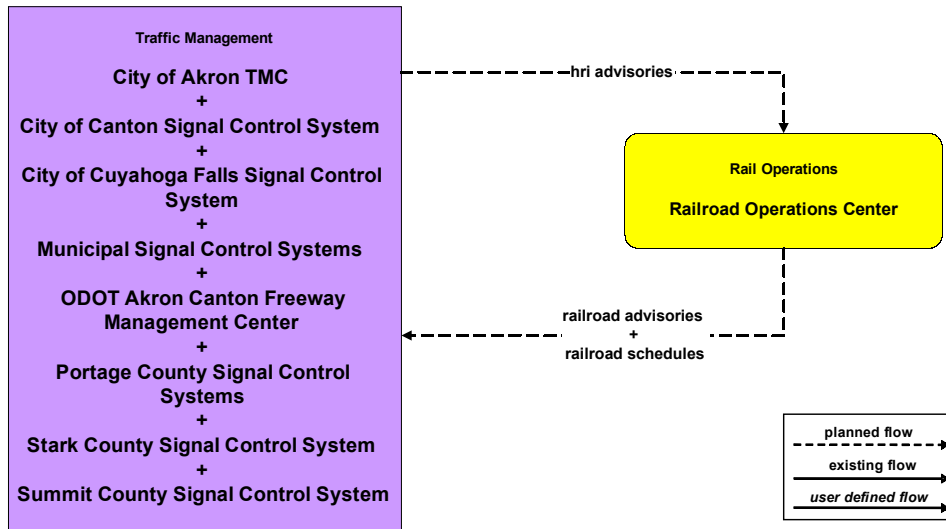 Traffic Management
City of Akron TMC
+
City of Canton Signal Control System
+
City of Cuyahoga Falls Signal Control
System
+
Municipal Signal Control Systems
+
ODOT Akron Canton Freeway
Management Center
+
Portage County Signal Control
Systems
+
Stark County Signal Control System
+
Summit County Signal Control System
hri advisories
Rail Operations
Railroad Operations Center
railroad advisories
+
railroad schedules
planned flow
existing flow
user defined flow